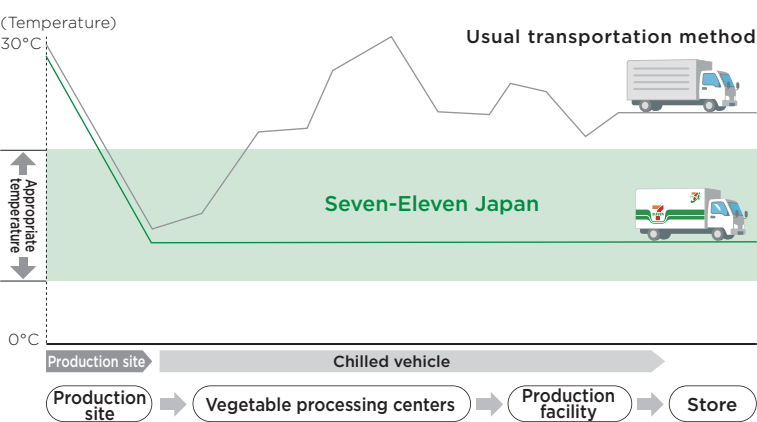 (Temperature)
30°C
Usual transportation method
Appropriate
temperature
Seven-Eleven Japan
0°C
Production site
Chilled vehicle
Production
site
Vegetable processing centers
Production
facility
Store